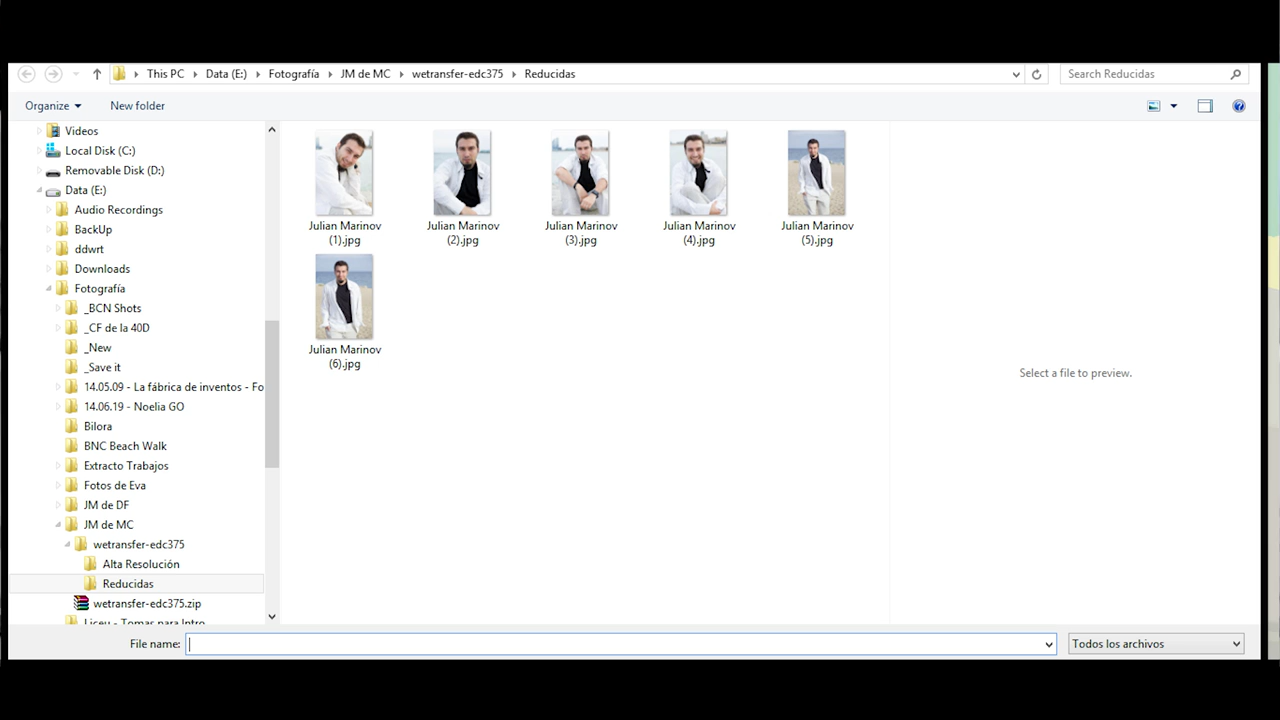 This PC Data (E:) Fotografía JM de MC wetransfer-edc375 Reducidas
Search Reducidas
Organize
New folder
Videos
Local Disk (C:)
Removable Disk (D:)
Data (E:)
Audio Recordings
BackUp
ddwrt
Downloads
Fotografía
_BCN Shots
_CF de la 40D
_New
_Save it
14.05.09 - La fábrica de inventos - Fo
14.06.19 - Noelia GO
Bilora
BNC Beach Walk
Extracto Trabajos
Fotos de Eva
JM de DF
JM de MC
wetransfer-edc375
Alta Resolución
Reducidas
wetransfer-edc375.zip
Liceu - Tomas para Intro
Julian Marinov
(1).jpg
Julian Marinov
(2).jpg
Julian Marinov
(3).jpg
Julian Marinov
(4).jpg
Julian Marinov
(5).jpg
Julian Marinov
(6).jpg
Select a file to preview.
File name:
Todos los archivos